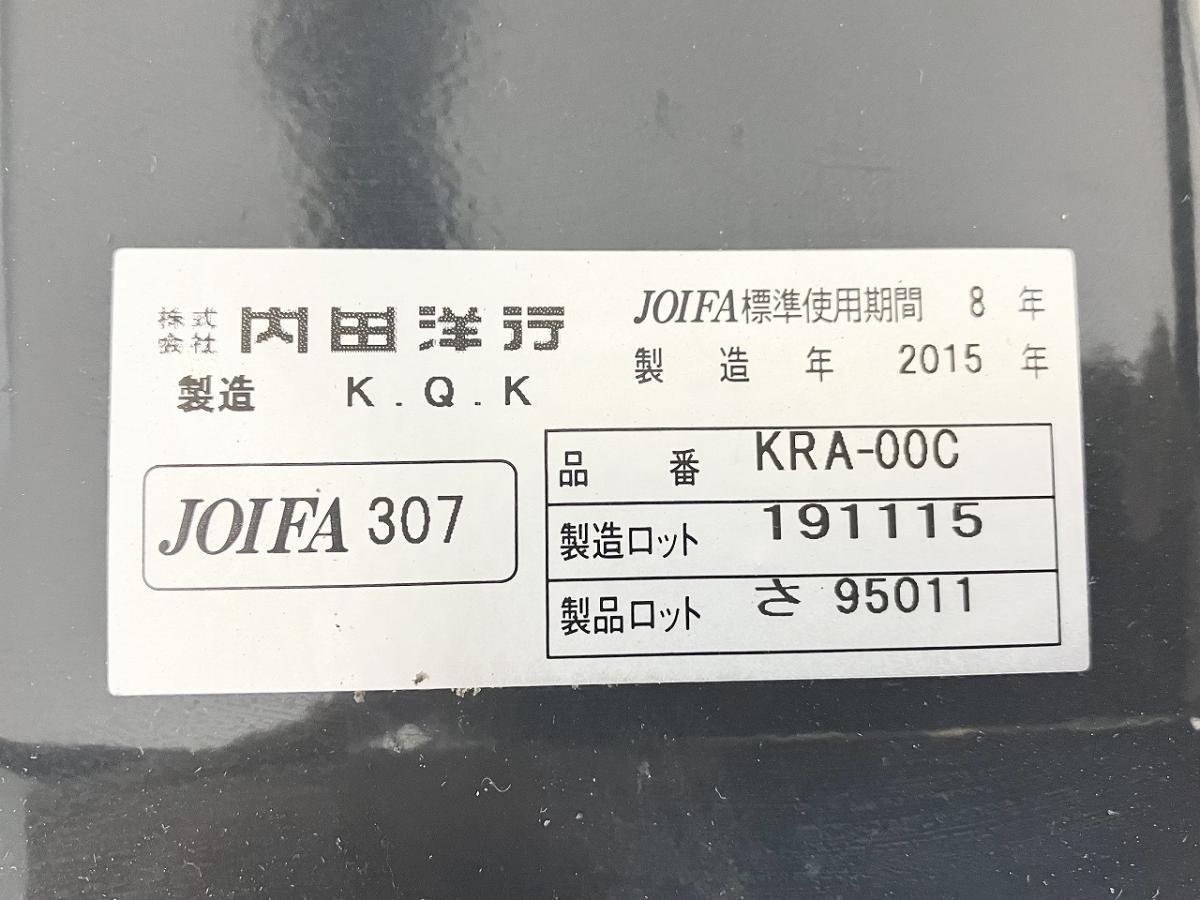 株式会社 内田洋行
製造 K.Q.K
JOIFA 307
JOIFA標準使用期間 8 年
製造年 2015 年
品番 KRA-00C
製造ロット 191115
製品ロット さ 95011